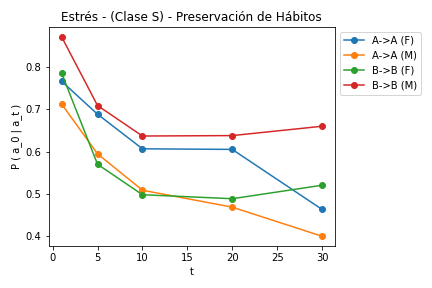 Estrés - (Clase S) - Preservación de Hábitos
A->A (F)
A->A (M)
B->B (F)
B->B (M)
P ( a_0 | a_t )
0.8
0.7
0.6
0.5
0.4
0 5 10 15 20 25 30
t